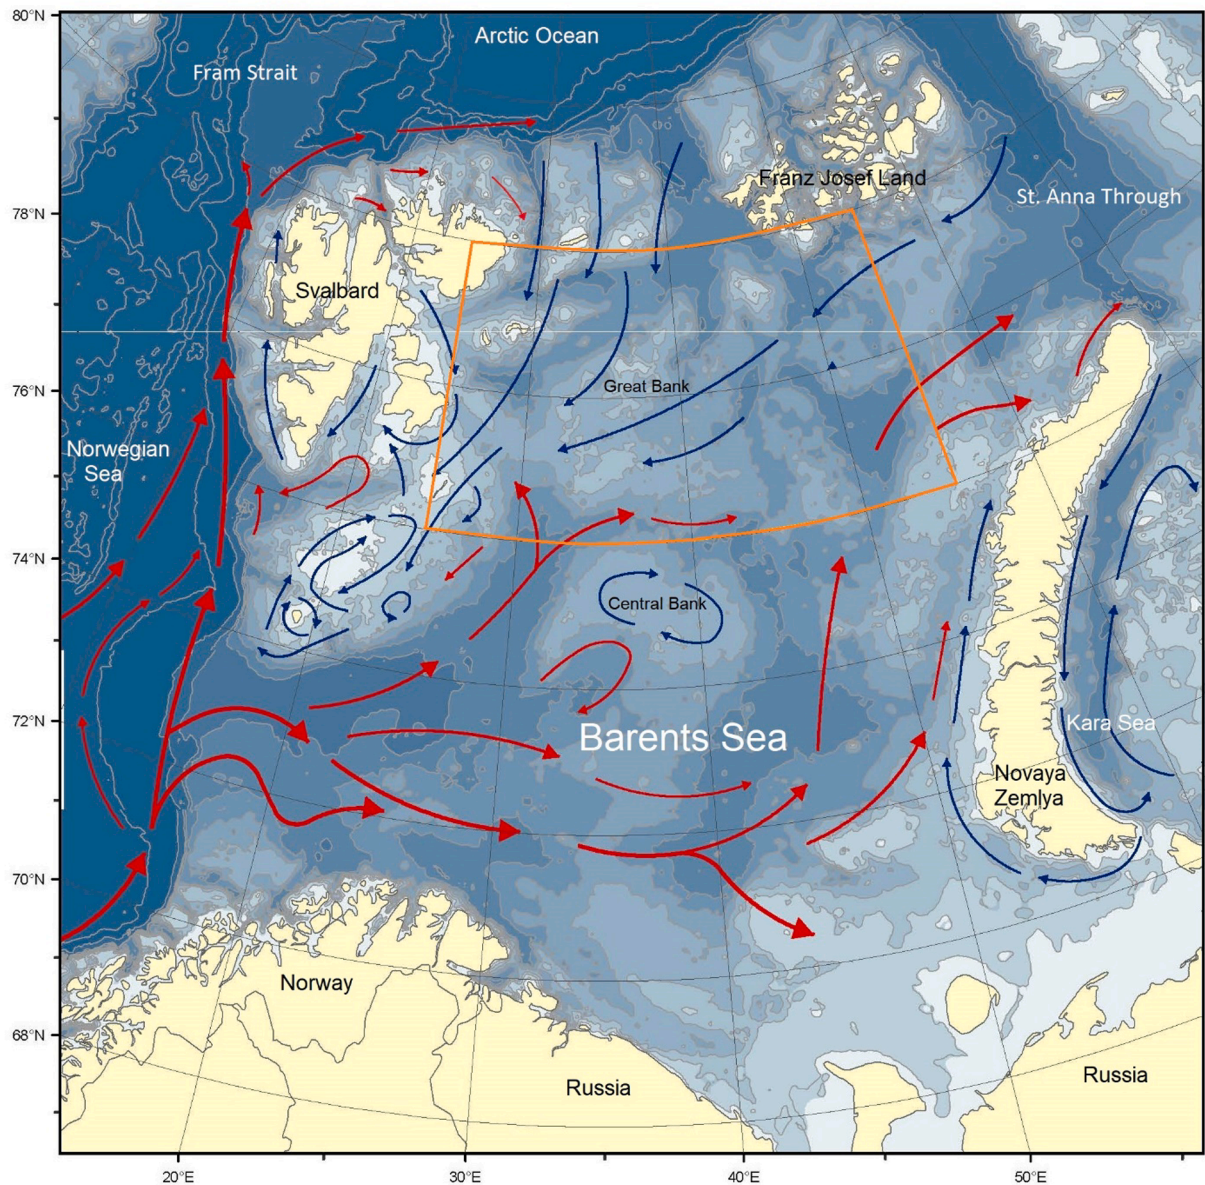 80°N
Arctic Ocean
Fram Strait
Franz Josef Land
St. Anna Through
78°N
Svalbard
Great Bank
76°N
Norwegian
Sea
74°N
Central Bank
72°N
Barents Sea
Kara Sea
Novaya
Zemlya
70°N
Norway
68°N
Russia
Russia
20°E
30°E
40°E
50°E